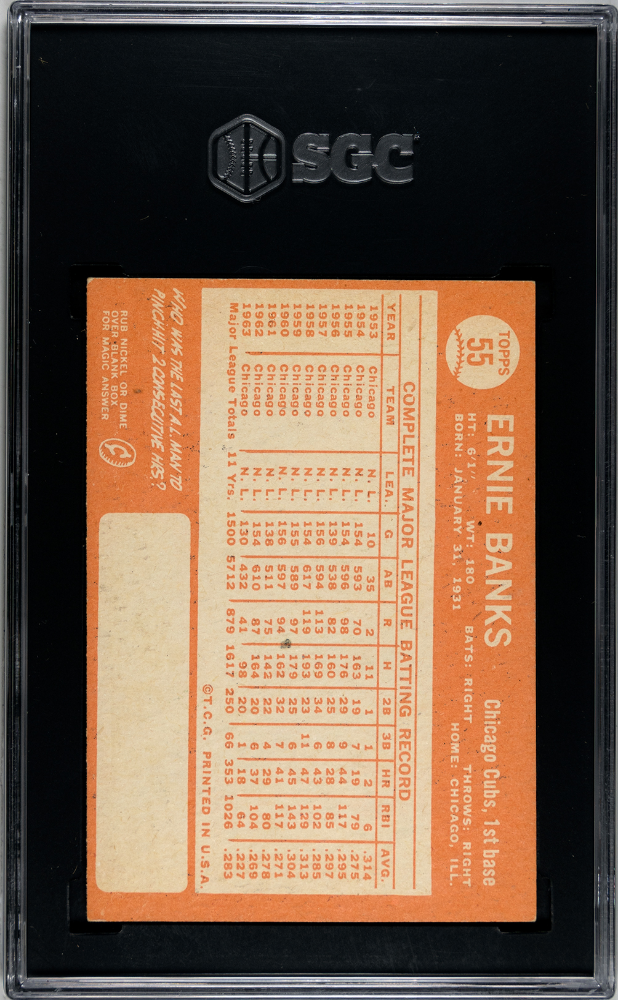 SGC
TOPPS
55
ERNIE BANKS Chicago Cubs, 1st base
HT: 6'1" WT: 180 BATS: RIGHT THROWS: RIGHT
BORN: JANUARY 31, 1931 HOME: CHICAGO, ILL.
COMPLETE MAJOR LEAGUE BATTING RECORD
YEAR TEAM LEA. G AB R H 2B 3B HR RBI AVG.
1953 Chicago N. L. 10 35 2 11 1 1 2 6 .314
1954 Chicago N. L. 154 593 70 163 19 7 19 79 .275
1955 Chicago N. L. 154 596 98 176 29 9 44 117 .295
1956 Chicago N. L. 139 538 82 160 25 8 28 85 .297
1957 Chicago N. L. 156 594 113 169 34 6 43 102 .285
1958 Chicago N. L. 154 617 119 193 23 11 47 129 .313
1959 Chicago N. L. 155 589 97 179 25 6 45 143 .304
1960 Chicago N. L. 156 597 94 162 32 7 41 117 .271
1961 Chicago N. L. 138 511 75 142 22 4 29 80 .278
1962 Chicago N. L. 154 610 87 164 20 6 37 104 .269
1963 Chicago N. L. 130 432 41 98 20 1 18 64 .227
Major League Totals 11 Yrs. 1500 5712 879 1617 250 66 353 1026 .283
©T.C.G. PRINTED IN U.S.A.
WHO WAS THE LAST A.L. MAN TO
PINCH HIT 2 CONSECUTIVE HRS?
RUB NICKEL OR DIME
OVER BLANK BOX
FOR MAGIC ANSWER